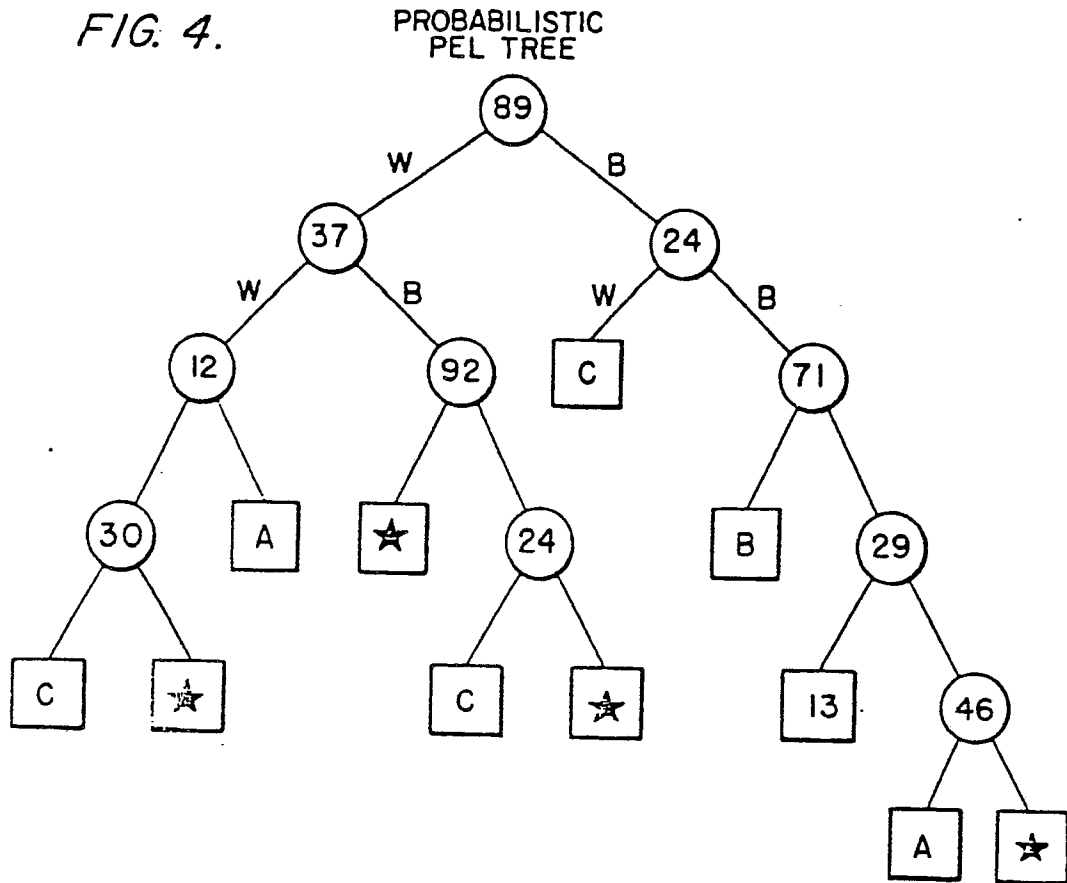 FIG. 4.
PROBABILISTIC
PEL TREE
89
W B
37 24
W B W B
12 92 C 71
30 A 24 B 29
C C 13 46
A